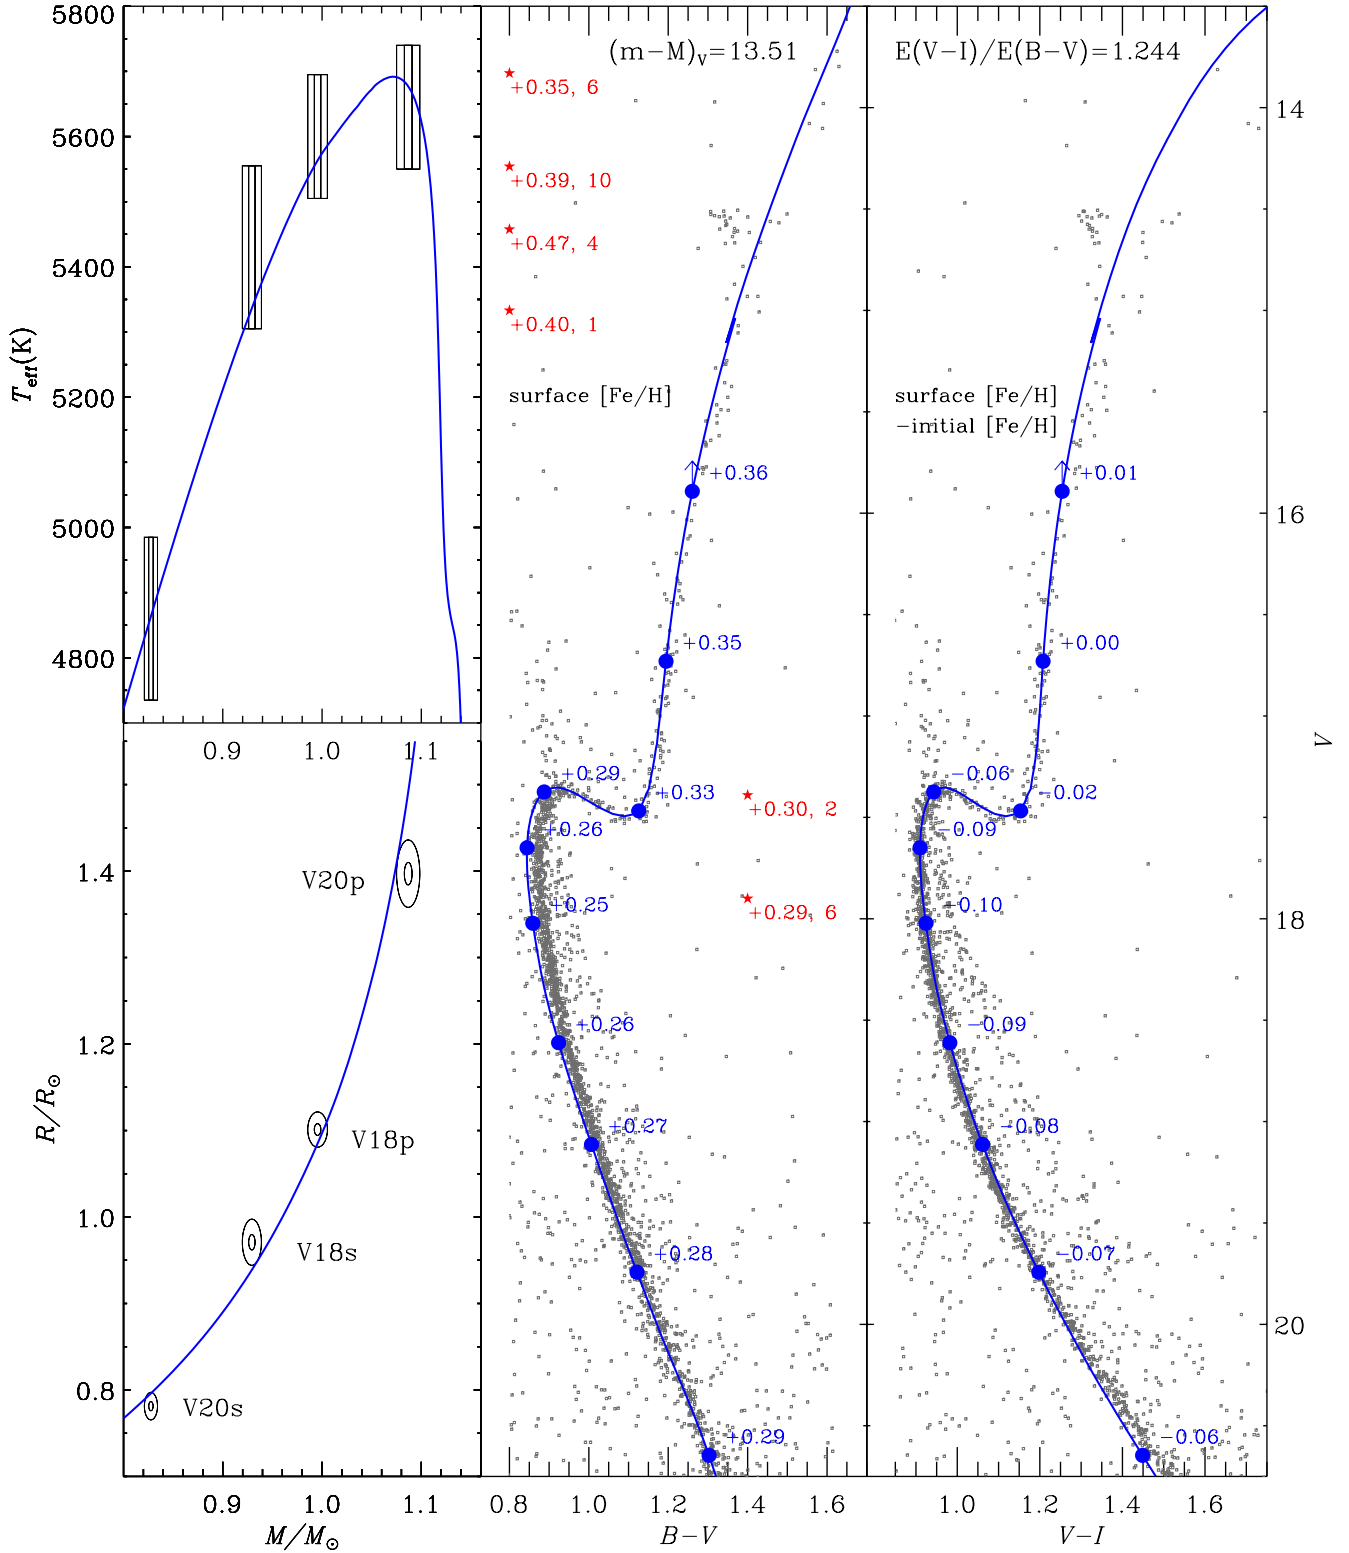 5800
5600
5400
5200
5000
4800
T_eff(K)
0.9 1.0 1.1
1.4
1.2
1.0
0.8
R/R⊙
V20p
V18p
V18s
V20s
0.9 1.0 1.1
M/M⊙
(m−M)_V=13.51
+0.35, 6
+0.39, 10
+0.47, 4
+0.40, 1
surface [Fe/H]
+0.36
+0.35
+0.29
+0.33
+0.30, 2
+0.26
+0.25
+0.29, 6
+0.26
+0.27
+0.28
+0.29
0.8 1.0 1.2 1.4 1.6
B−V
E(V−I)/E(B−V)=1.244
surface [Fe/H]
−initial [Fe/H]
+0.01
+0.00
−0.06
−0.02
−0.09
−0.10
−0.09
−0.08
−0.07
−0.06
1.0 1.2 1.4 1.6
V−I
14
16
18
20
V